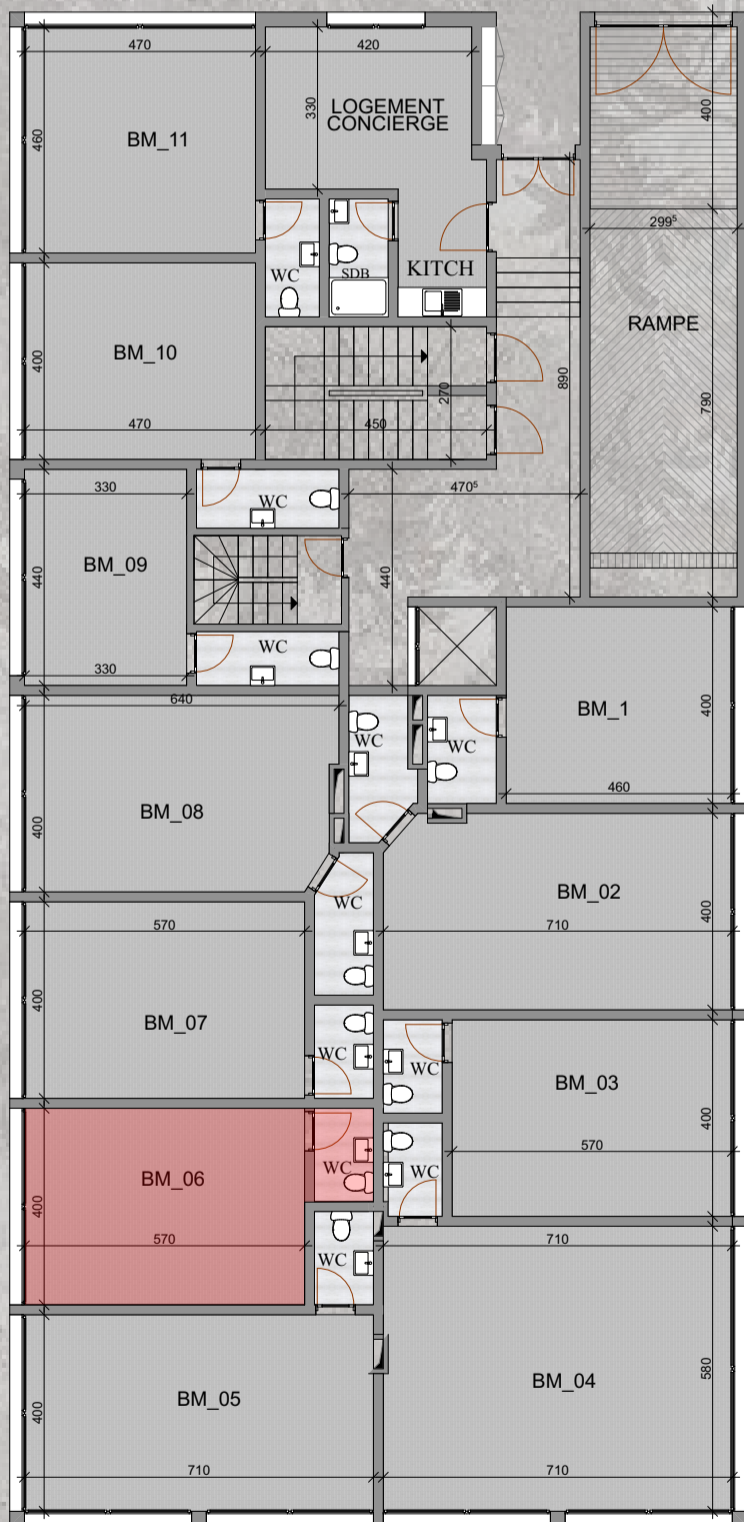 470
420
400
BM_11
460
330
LOGEMENT
CONCIERGE
299⁵
WC
SDB
KITCH
RAMPE
BM_10
400
470
270
450
890
790
330
WC
470⁵
BM_09
440
440
330
WC
640
BM_1
400
WC
WC
460
BM_08
400
BM_02
400
WC
570
710
BM_07
400
WC
WC
BM_03
400
570
BM_06
WC
WC
400
570
WC
710
BM_05
400
BM_04
580
710
710